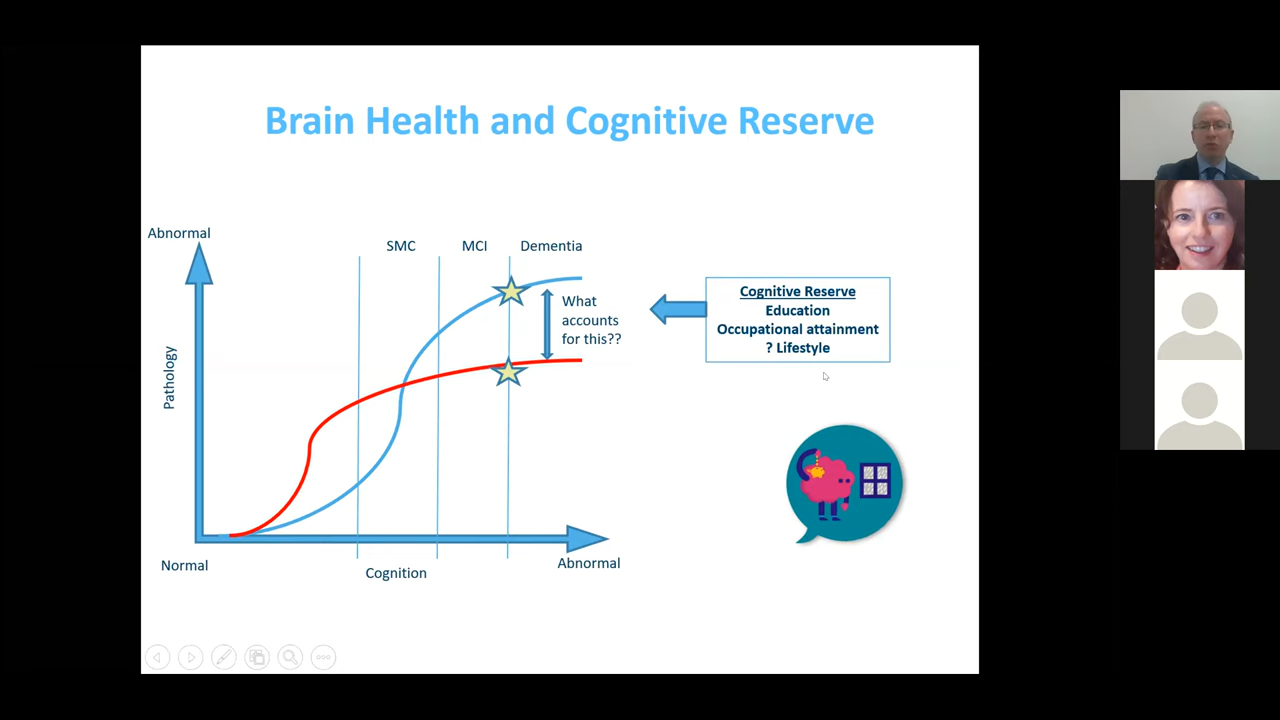 Brain Health and Cognitive Reserve
Abnormal
SMC
MCI
Dementia
What
accounts
for this??
Cognitive Reserve
Education
Occupational attainment
? Lifestyle
Pathology
Normal
Cognition
Abnormal